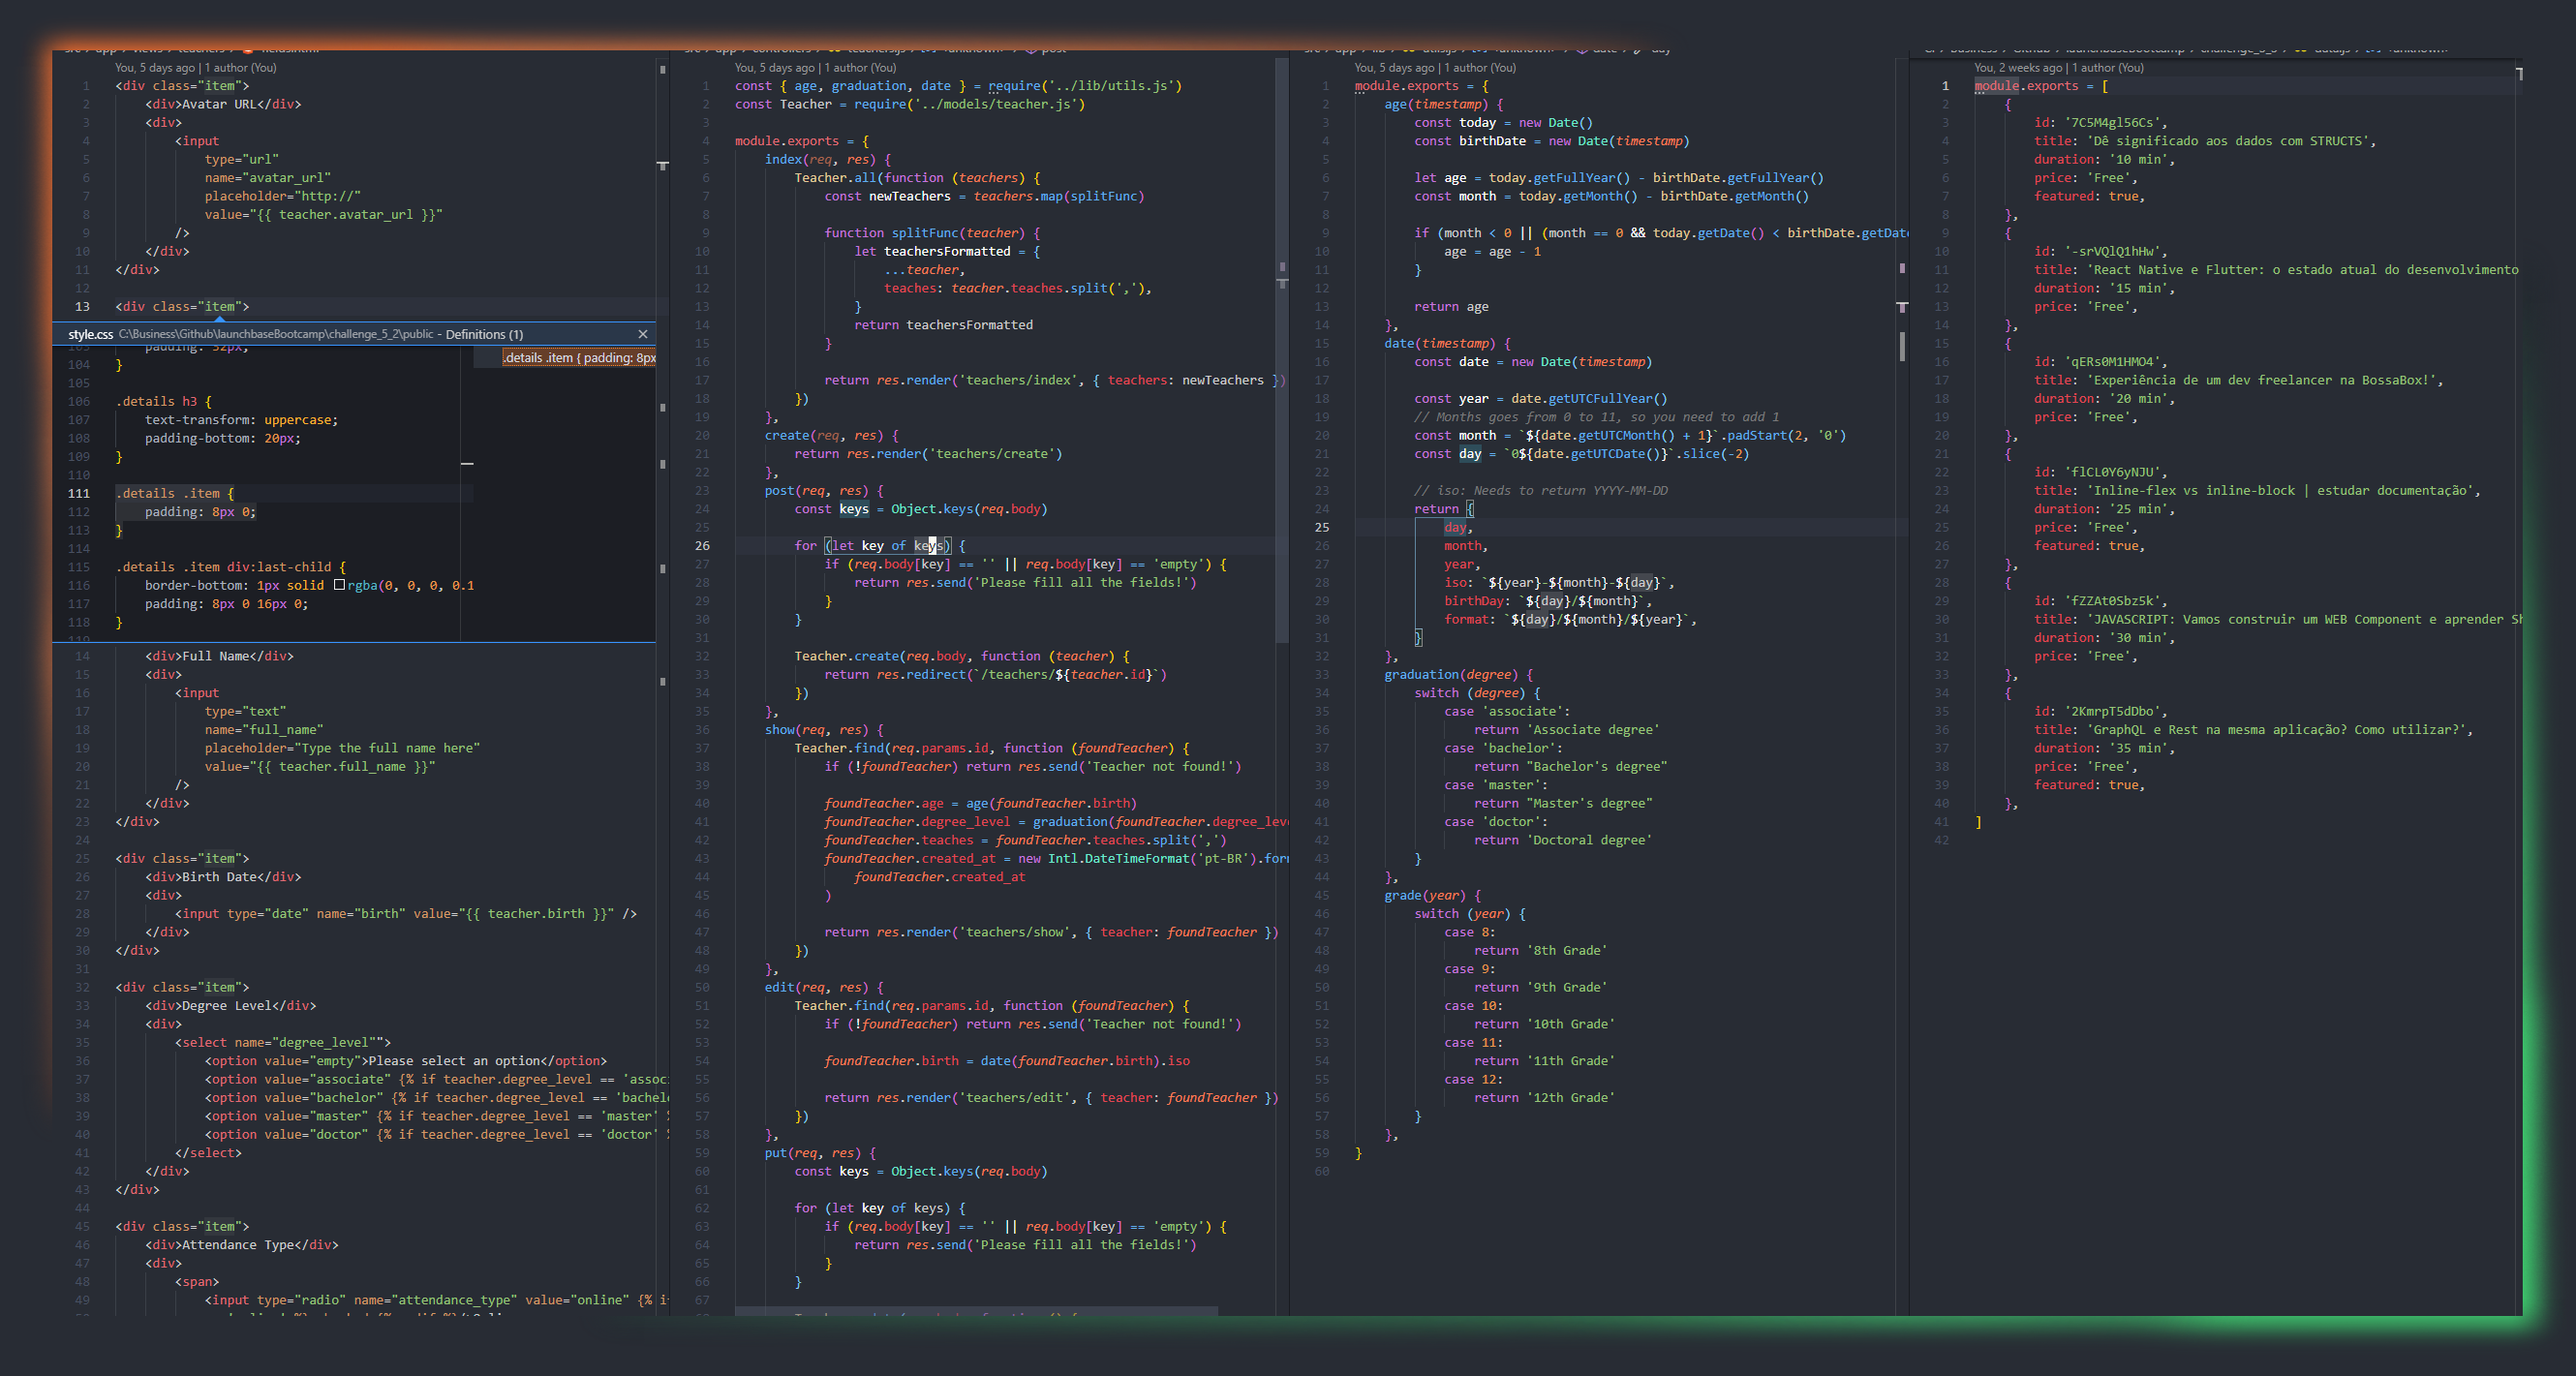 You, 5 days ago | 1 author (You)
1 <div class="item">
2 <div>Avatar URL</div>
3 <div>
4 <input
5 type="url"
6 name="avatar_url"
7 placeholder="http://"
8 value="{{ teacher.avatar_url }}"
9 />
10 </div>
11 </div>
12
13 <div class="item">
style.css C:\Business\Github\launchbaseBootcamp\challenge_5_2\public - Definitions (1)
.details .item { padding: 8px
103 padding: 32px;
104 }
105
106 .details h3 {
107 text-transform: uppercase;
108 padding-bottom: 20px;
109 }
110
111 .details .item {
112 padding: 8px 0;
113 }
114
115 .details .item div:last-child {
116 border-bottom: 1px solid rgba(0, 0, 0, 0.1
117 padding: 8px 0 16px 0;
118 }
119
14 <div>Full Name</div>
15 <div>
16 <input
17 type="text"
18 name="full_name"
19 placeholder="Type the full name here"
20 value="{{ teacher.full_name }}"
21 />
22 </div>
23 </div>
24
25 <div class="item">
26 <div>Birth Date</div>
27 <div>
28 <input type="date" name="birth" value="{{ teacher.birth }}" />
29 </div>
30 </div>
31
32 <div class="item">
33 <div>Degree Level</div>
34 <div>
35 <select name="degree_level"">
36 <option value="empty">Please select an option</option>
37 <option value="associate" {% if teacher.degree_level == 'assoc
38 <option value="bachelor" {% if teacher.degree_level == 'bachel
39 <option value="master" {% if teacher.degree_level == 'master'
40 <option value="doctor" {% if teacher.degree_level == 'doctor'
41 </select>
42 </div>
43 </div>
44
45 <div class="item">
46 <div>Attendance Type</div>
47 <div>
48 <span>
49 <input type="radio" name="attendance_type" value="online" {% i
You, 5 days ago | 1 author (You)
1 const { age, graduation, date } = require('../lib/utils.js')
2 const Teacher = require('../models/teacher.js')
3
4 module.exports = {
5 index(req, res) {
6 Teacher.all(function (teachers) {
7 const newTeachers = teachers.map(splitFunc)
8
9 function splitFunc(teacher) {
10 let teachersFormatted = {
11 ...teacher,
12 teaches: teacher.teaches.split(','),
13 }
14 return teachersFormatted
15 }
16
17 return res.render('teachers/index', { teachers: newTeachers })
18 })
19 },
20 create(req, res) {
21 return res.render('teachers/create')
22 },
23 post(req, res) {
24 const keys = Object.keys(req.body)
25
26 for (let key of keys) {
27 if (req.body[key] == '' || req.body[key] == 'empty') {
28 return res.send('Please fill all the fields!')
29 }
30 }
31
32 Teacher.create(req.body, function (teacher) {
33 return res.redirect(`/teachers/${teacher.id}`)
34 })
35 },
36 show(req, res) {
37 Teacher.find(req.params.id, function (foundTeacher) {
38 if (!foundTeacher) return res.send('Teacher not found!')
39
40 foundTeacher.age = age(foundTeacher.birth)
41 foundTeacher.degree_level = graduation(foundTeacher.degree_lev
42 foundTeacher.teaches = foundTeacher.teaches.split(',')
43 foundTeacher.created_at = new Intl.DateTimeFormat('pt-BR').for
44 foundTeacher.created_at
45 )
46
47 return res.render('teachers/show', { teacher: foundTeacher })
48 })
49 },
50 edit(req, res) {
51 Teacher.find(req.params.id, function (foundTeacher) {
52 if (!foundTeacher) return res.send('Teacher not found!')
53
54 foundTeacher.birth = date(foundTeacher.birth).iso
55
56 return res.render('teachers/edit', { teacher: foundTeacher })
57 })
58 },
59 put(req, res) {
60 const keys = Object.keys(req.body)
61
62 for (let key of keys) {
63 if (req.body[key] == '' || req.body[key] == 'empty') {
64 return res.send('Please fill all the fields!')
65 }
66 }
67
You, 5 days ago | 1 author (You)
1 module.exports = {
2 age(timestamp) {
3 const today = new Date()
4 const birthDate = new Date(timestamp)
5
6 let age = today.getFullYear() - birthDate.getFullYear()
7 const month = today.getMonth() - birthDate.getMonth()
8
9 if (month < 0 || (month == 0 && today.getDate() < birthDate.getDat
10 age = age - 1
11 }
12
13 return age
14 },
15 date(timestamp) {
16 const date = new Date(timestamp)
17
18 const year = date.getUTCFullYear()
19 // Months goes from 0 to 11, so you need to add 1
20 const month = `${date.getUTCMonth() + 1}`.padStart(2, '0')
21 const day = `0${date.getUTCDate()}`.slice(-2)
22
23 // iso: Needs to return YYYY-MM-DD
24 return {
25 day,
26 month,
27 year,
28 iso: `${year}-${month}-${day}`,
29 birthDay: `${day}/${month}`,
30 format: `${day}/${month}/${year}`,
31 }
32 },
33 graduation(degree) {
34 switch (degree) {
35 case 'associate':
36 return 'Associate degree'
37 case 'bachelor':
38 return "Bachelor's degree"
39 case 'master':
40 return "Master's degree"
41 case 'doctor':
42 return 'Doctoral degree'
43 }
44 },
45 grade(year) {
46 switch (year) {
47 case 8:
48 return '8th Grade'
49 case 9:
50 return '9th Grade'
51 case 10:
52 return '10th Grade'
53 case 11:
54 return '11th Grade'
55 case 12:
56 return '12th Grade'
57 }
58 },
59 }
60
You, 2 weeks ago | 1 author (You)
1 module.exports = [
2 {
3 id: '7C5M4gl56Cs',
4 title: 'Dê significado aos dados com STRUCTS',
5 duration: '10 min',
6 price: 'Free',
7 featured: true,
8 },
9 {
10 id: '-srVQlQ1hHw',
11 title: 'React Native e Flutter: o estado atual do desenvolvimento
12 duration: '15 min',
13 price: 'Free',
14 },
15 {
16 id: 'qERs0M1HMO4',
17 title: 'Experiência de um dev freelancer na BossaBox!',
18 duration: '20 min',
19 price: 'Free',
20 },
21 {
22 id: 'flCL0Y6yNJU',
23 title: 'Inline-flex vs inline-block | estudar documentação',
24 duration: '25 min',
25 price: 'Free',
26 featured: true,
27 },
28 {
29 id: 'fZZAt0Sbz5k',
30 title: 'JAVASCRIPT: Vamos construir um WEB Component e aprender Sh
31 duration: '30 min',
32 price: 'Free',
33 },
34 {
35 id: '2KmrpT5dDbo',
36 title: 'GraphQL e Rest na mesma aplicação? Como utilizar?',
37 duration: '35 min',
38 price: 'Free',
39 featured: true,
40 },
41 ]
42